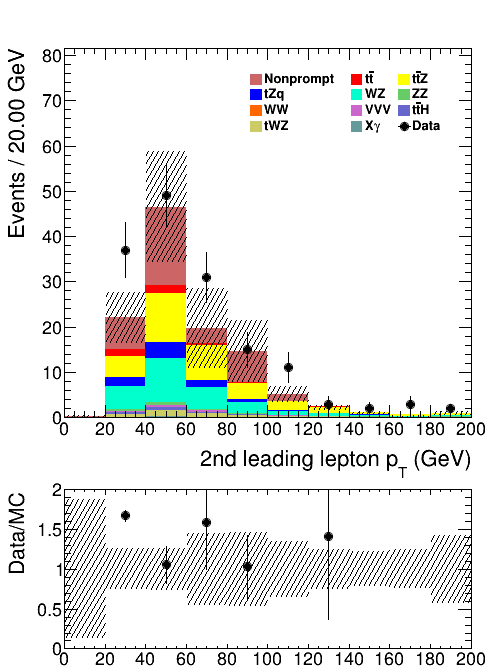 Events / 20.00 GeV
80
70
60
50
40
30
20
10
0
Nonprompt tt̄ tt̄Z
tZq WZ ZZ
WW VVV tt̄H
tWZ Xγ Data
0 20 40 60 80 100 120 140 160 180 200
2nd leading lepton pT (GeV)
Data/MC
2
1.5
1
0.5
0
0 20 40 60 80 100 120 140 160 180 200